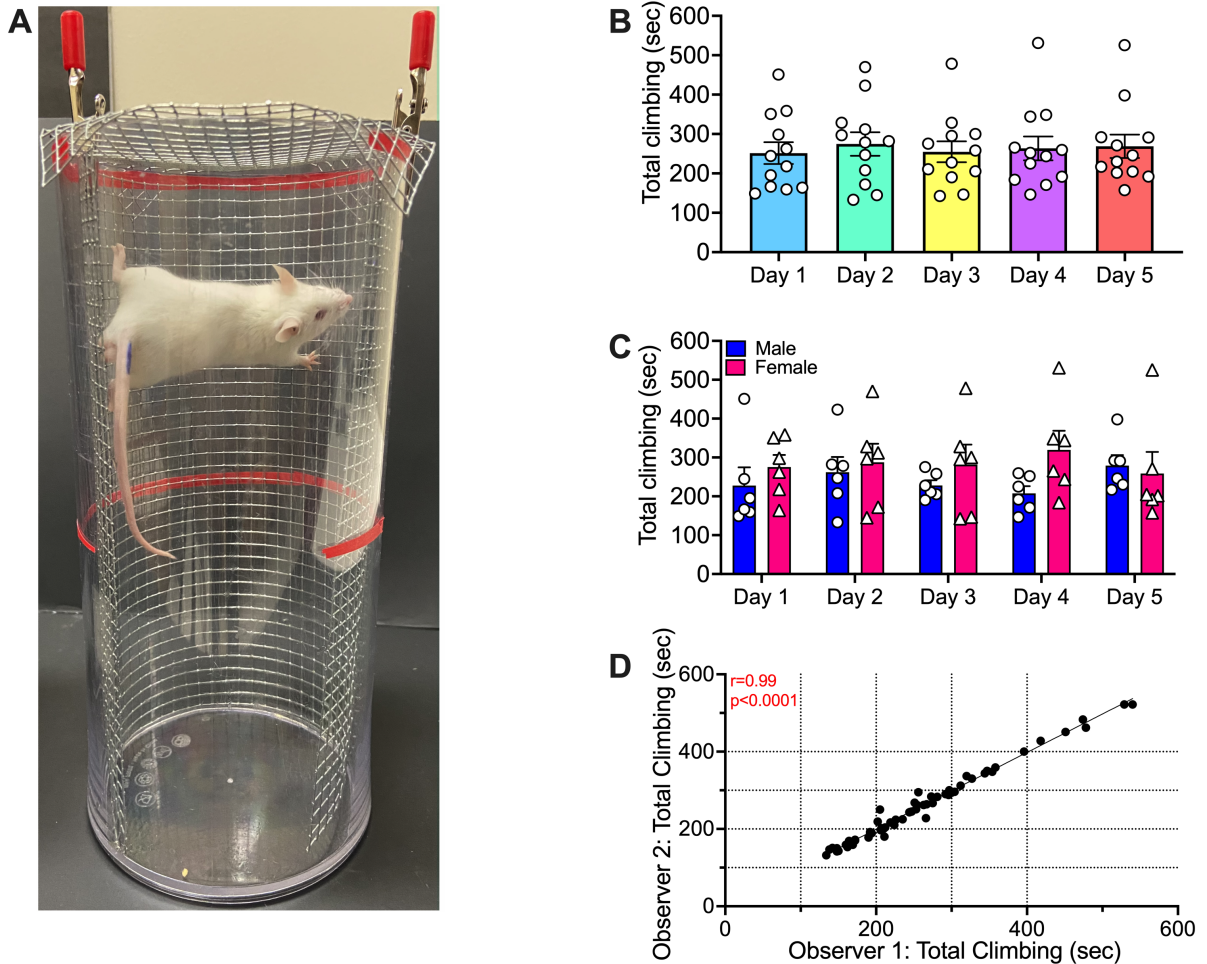 A
B
Total climbing (sec)
600
500
400
300
200
100
0
Day 1 Day 2 Day 3 Day 4 Day 5
C
Total climbing (sec)
600
500
400
300
200
100
0
Male
Female
Day 1 Day 2 Day 3 Day 4 Day 5
D
Observer 2: Total Climbing (sec)
600
400
200
0
r=0.99
p<0.0001
0 200 400 600
Observer 1: Total Climbing (sec)